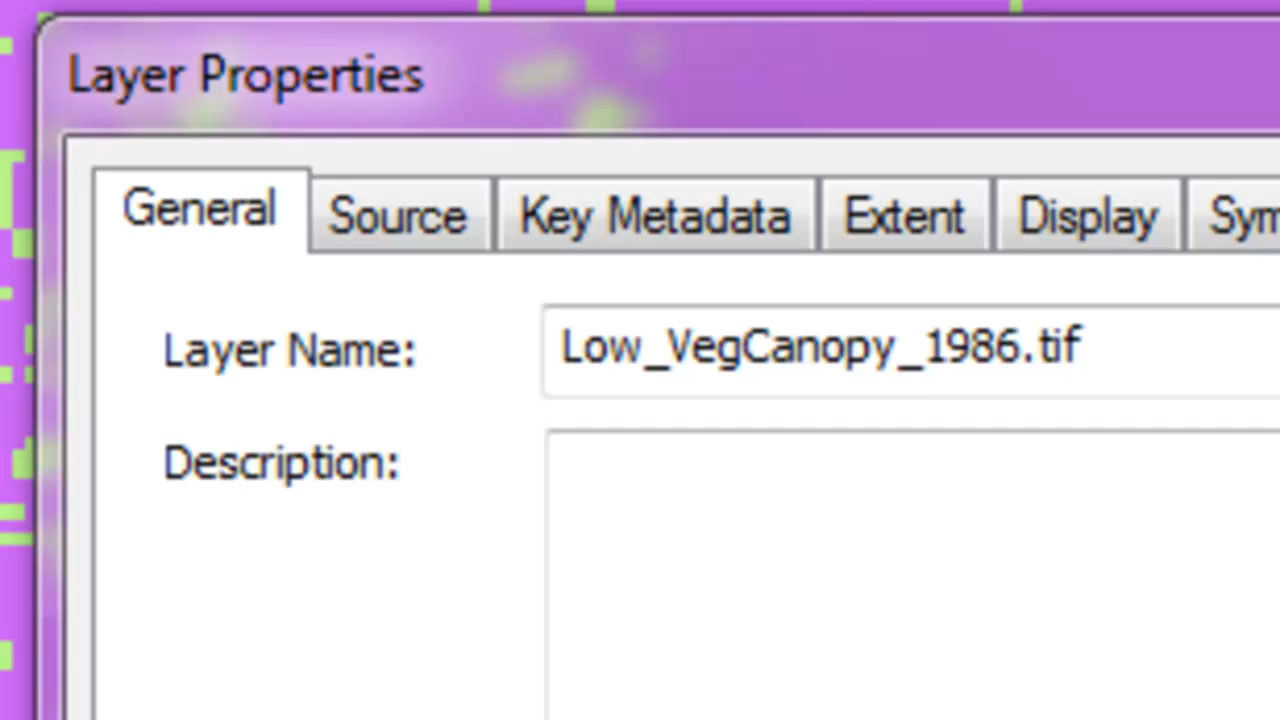 Layer Properties
General Source Key Metadata Extent Display
Layer Name: Low_VegCanopy_1986.tif
Description: